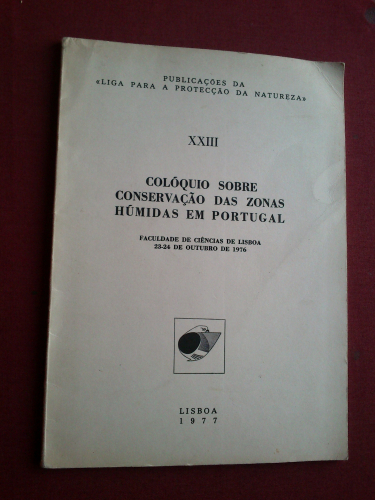 PUBLICAÇÕES DA
«LIGA PARA A PROTECÇÃO DA NATUREZA»
XXIII
COLÓQUIO SOBRE
CONSERVAÇÃO DAS ZONAS
HÚMIDAS EM PORTUGAL
FACULDADE DE CIÊNCIAS DE LISBOA
23-24 DE OUTUBRO DE 1976
LISBOA
1977